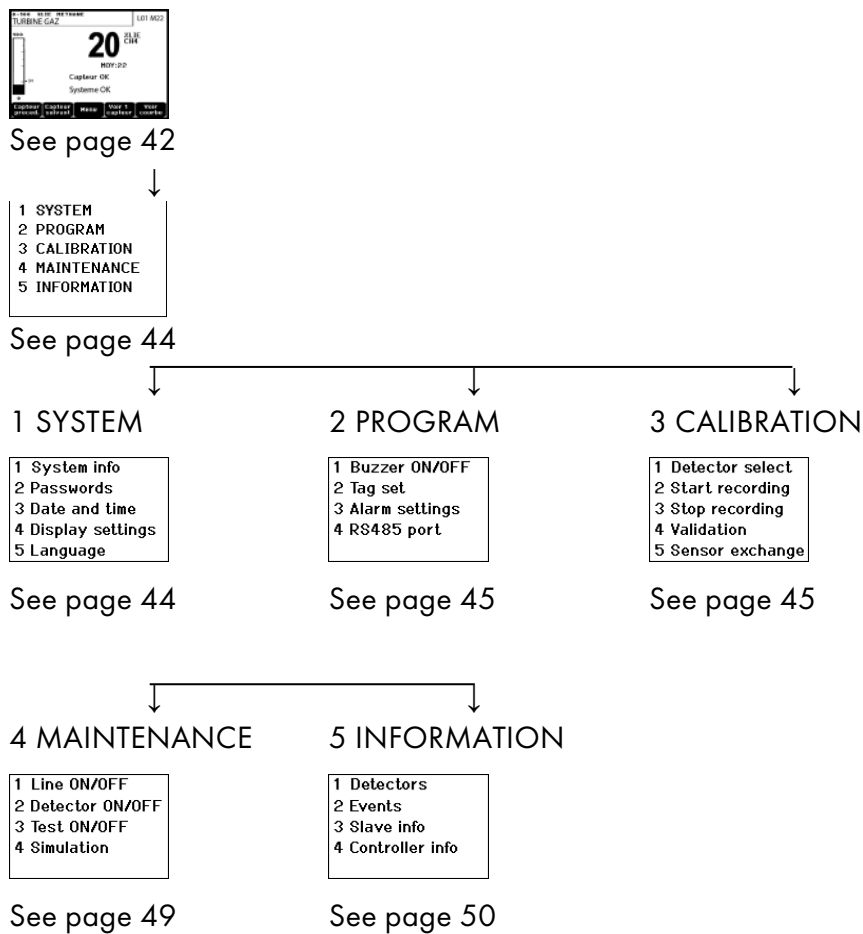 TURBINE GAZ
L01 M22
20
%LIE
CH4
MOY:22
Capteur OK
Systeme OK
Menu
See page 42
1 SYSTEM
2 PROGRAM
3 CALIBRATION
4 MAINTENANCE
5 INFORMATION
See page 44
1 SYSTEM
1 System info
2 Passwords
3 Date and time
4 Display settings
5 Language
See page 44
2 PROGRAM
1 Buzzer ON/OFF
2 Tag set
3 Alarm settings
4 RS485 port
See page 45
3 CALIBRATION
1 Detector select
2 Start recording
3 Stop recording
4 Validation
5 Sensor exchange
See page 45
4 MAINTENANCE
1 Line ON/OFF
2 Detector ON/OFF
3 Test ON/OFF
4 Simulation
See page 49
5 INFORMATION
1 Detectors
2 Events
3 Slave info
4 Controller info
See page 50